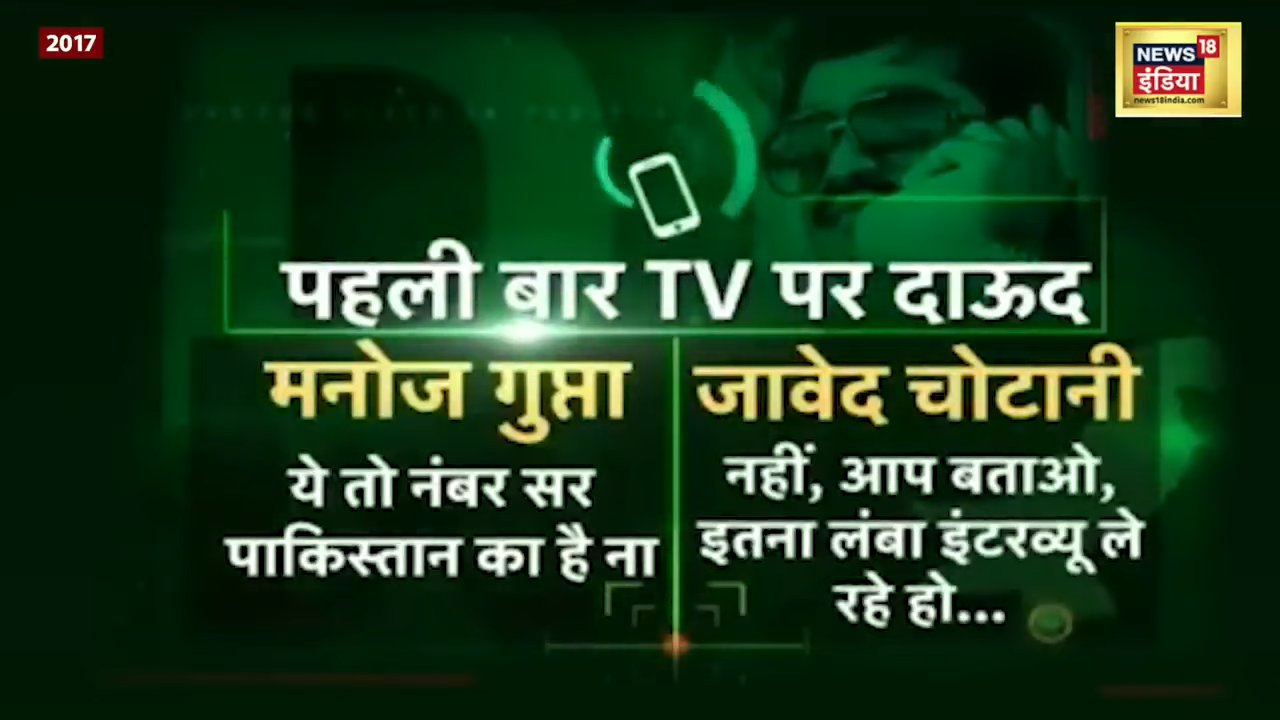 2017
NEWS 18
इंडिया
news18india.com
पहली बार TV पर दाऊद
मनोज गुप्ता
ये तो नंबर सर
पाकिस्तान का है ना
जावेद चोटानी
नहीं, आप बताओ,
इतना लंबा इंटरव्यू ले
रहे हो...